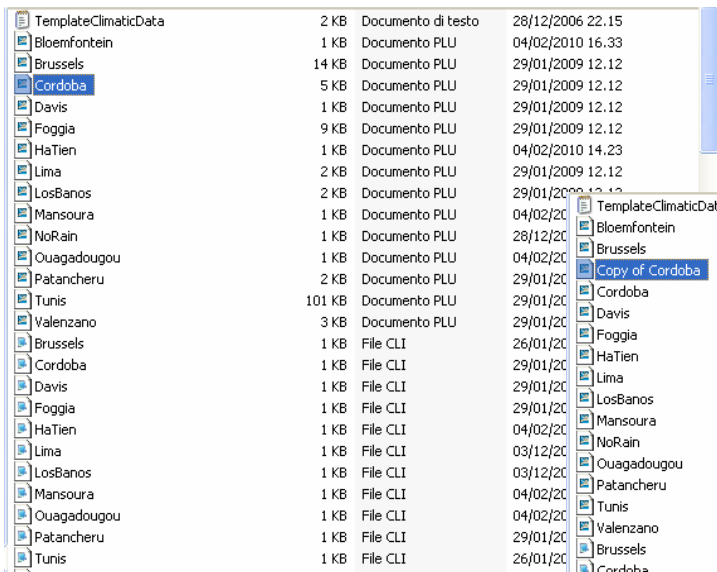 TemplateClimaticData 2 KB Documento di testo 28/12/2006 22.15
Bloemfontein 1 KB Documento PLU 04/02/2010 16.33
Brussels 14 KB Documento PLU 29/01/2009 12.12
Cordoba 5 KB Documento PLU 29/01/2009 12.12
Davis 1 KB Documento PLU 29/01/2009 12.12
Foggia 9 KB Documento PLU 29/01/2009 12.12
HaTien 1 KB Documento PLU 04/02/2010 14.23
Lima 2 KB Documento PLU 29/01/2009 12.12
LosBanos 2 KB Documento PLU 29/01/2009 12.12
Mansoura 1 KB Documento PLU 04/02/20
NoRain 1 KB Documento PLU 28/12/20
Ouagadougou 1 KB Documento PLU 04/02/20
Patancheru 2 KB Documento PLU 29/01/20
Tunis 101 KB Documento PLU 29/01/20
Valenzano 3 KB Documento PLU 29/01/20
Brussels 1 KB File CLI 26/01/20
Cordoba 1 KB File CLI 29/01/20
Davis 1 KB File CLI 29/01/20
Foggia 1 KB File CLI 29/01/20
HaTien 1 KB File CLI 04/02/20
Lima 1 KB File CLI 03/12/20
LosBanos 1 KB File CLI 03/12/20
Mansoura 1 KB File CLI 04/02/20
Ouagadougou 1 KB File CLI 04/02/20
Patancheru 1 KB File CLI 29/01/20
Tunis 1 KB File CLI 26/01/20
TemplateClimaticDat
Bloemfontein
Brussels
Copy of Cordoba
Cordoba
Davis
Foggia
HaTien
Lima
LosBanos
Mansoura
NoRain
Ouagadougou
Patancheru
Tunis
Valenzano
Brussels
Cordoba